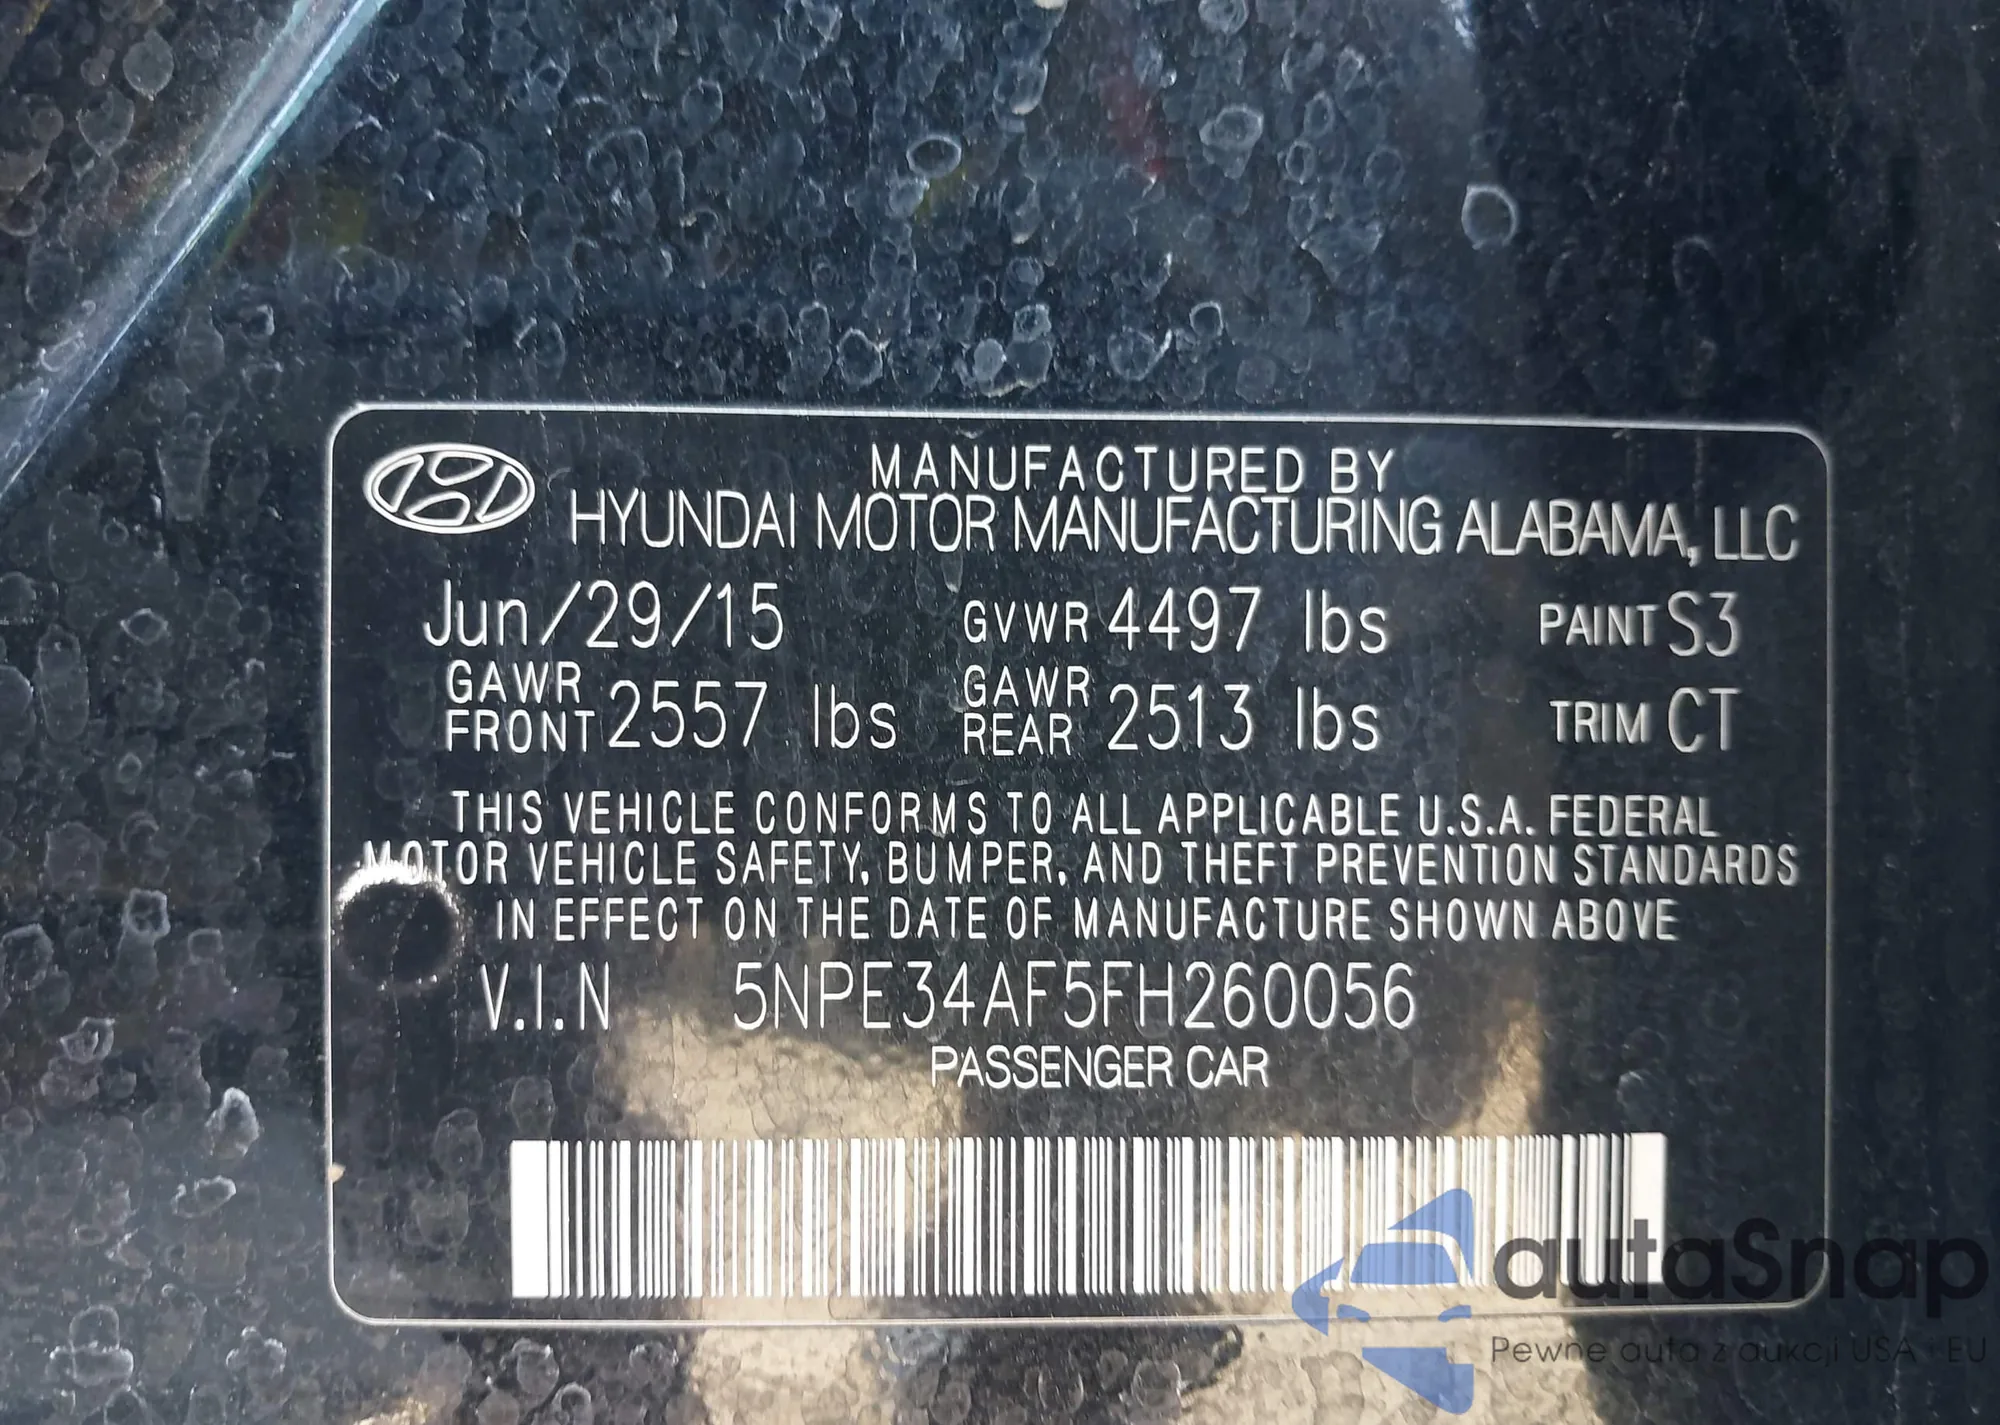 MANUFACTURED BY
HYUNDAI MOTOR MANUFACTURING ALABAMA, LLC
Jun/29/15 GVWR 4497 lbs PAINT S3
GAWR FRONT 2557 lbs GAWR REAR 2513 lbs TRIM CT
THIS VEHICLE CONFORMS TO ALL APPLICABLE U.S.A. FEDERAL
MOTOR VEHICLE SAFETY, BUMPER, AND THEFT PREVENTION STANDARDS
IN EFFECT ON THE DATE OF MANUFACTURE SHOWN ABOVE
V.I.N 5NPE34AF5FH260056
PASSENGER CAR
autaSnap
Pewne auta z aukcji USA i EU